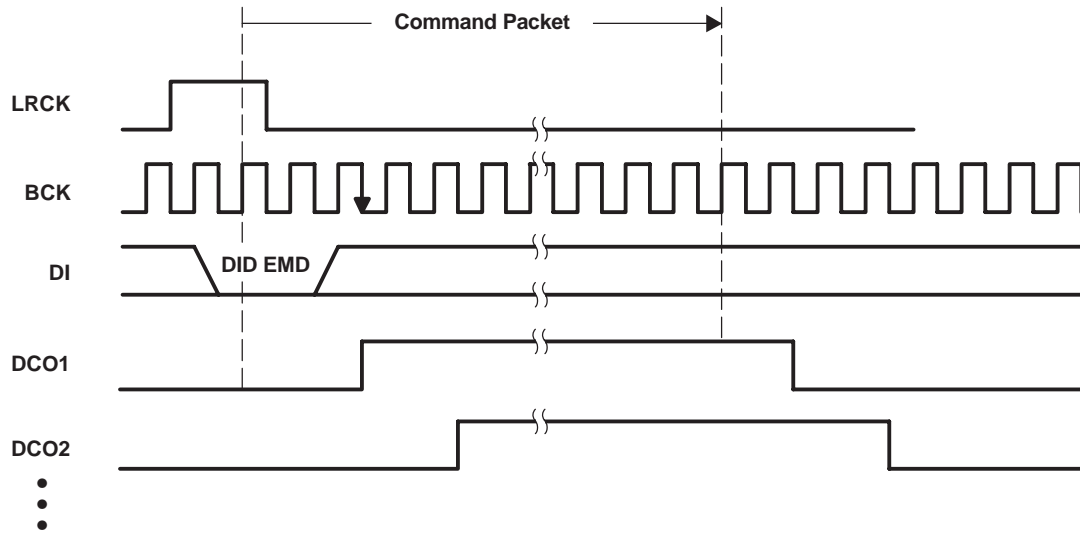 Command Packet
LRCK
BCK
DI
DID EMD
DCO1
DCO2